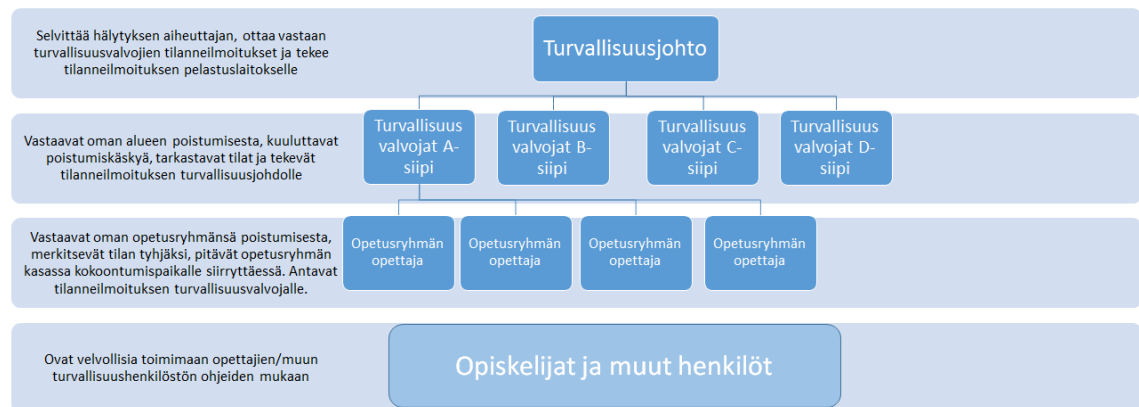 Selvittää hälytyksen aiheuttajan, ottaa vastaan
turvallisuusvalvojien tilanneilmoitukset ja tekee
tilanneilmoituksen pelastuslaitokselle
Turvallisuusjohto
Vastaavat oman alueen poistumisesta, kuuluttavat
poistumiskäskyä, tarkastavat tilat ja tekevät
tilanneilmoituksen turvallisuusjohdolle
Turvallisuus
valvojat A-
siipi
Turvallisuus
valvojat B-
siipi
Turvallisuus
valvojat C-
siipi
Turvallisuus
valvojat D-
siipi
Vastaavat oman opetusryhmänsä poistumisesta,
merkitsevät tilan tyhjäksi, pitävät opetusryhmän
kasassa kokoontumispaikalle siirryttäessä. Antavat
tilanneilmoituksen turvallisuusvalvojalle.
Opetusryhmän
opettaja
Opetusryhmän
opettaja
Opetusryhmän
opettaja
Opetusryhmän
opettaja
Ovat velvollisia toimimaan opettajien/muun
turvallisuushenkilöstön ohjeiden mukaan
Opiskelijat ja muut henkilöt